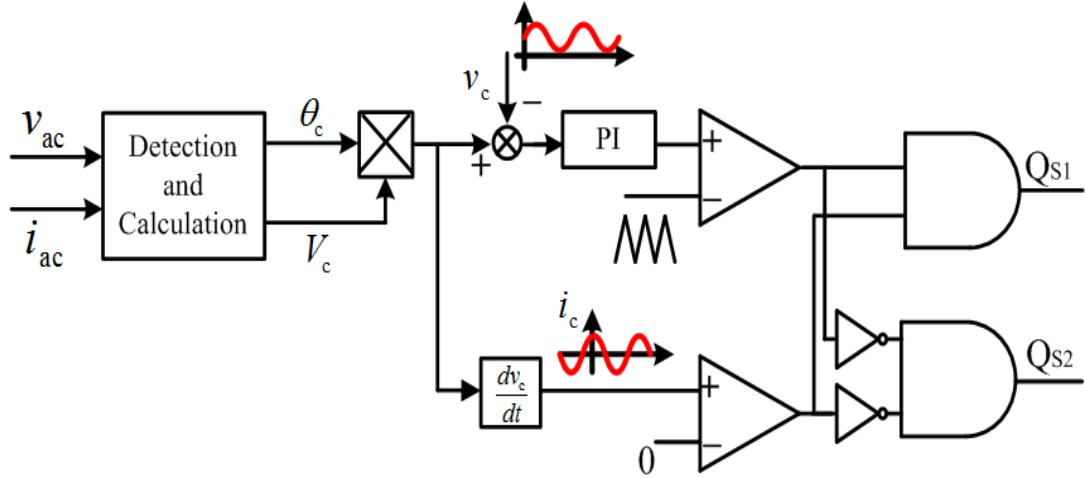 v_ac
i_ac
Detection
and
Calculation
θ_c
V_c
v_c
−
+
PI
+
−
Q_S1
i_c
dv_c
dt
+
−
0
Q_S2